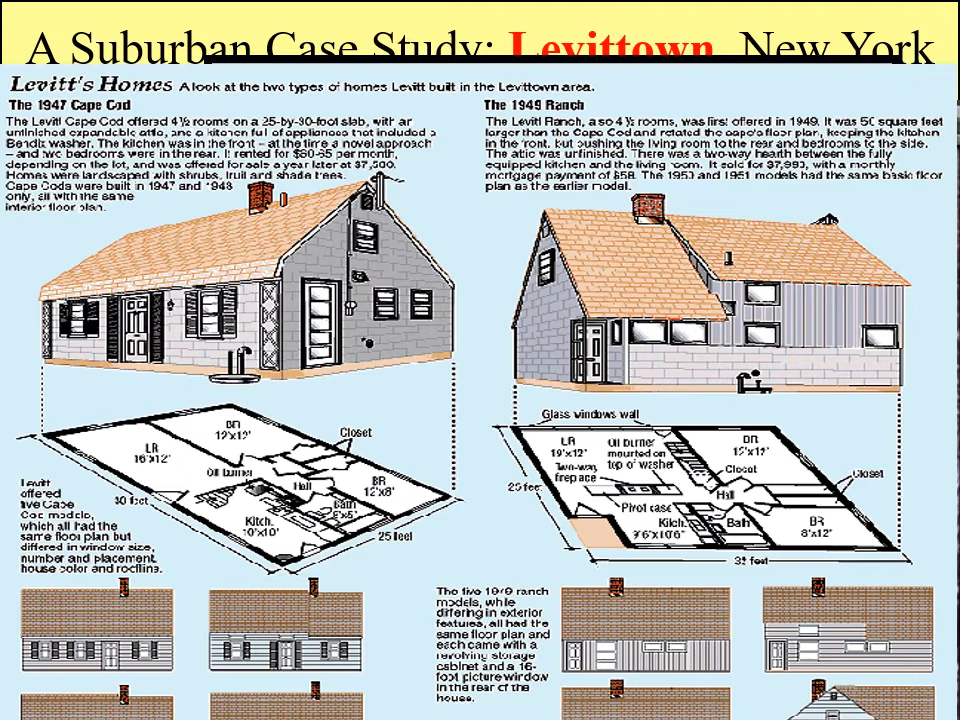 A Suburban Case Study: Levittown, New York
Levitt's Homes A look at the two types of homes Levitt built in the Levittown area.
The 1947 Cape Cod
The Levitt Cape Cod offered 4½ rooms on a 25-by-30-foot slab, with an
unfinished expandable attic, and a kitchen full of appliances that included a
Bendix washer. The kitchen was in the front – at the time a novel approach
– and two bedrooms were in the rear. It rented for $60-65 per month,
depending on the lot, and was offered for sale a year later at $7,500.
Homes were landscaped with shrubs, fruit and shade trees.
Cape Cods were built in 1947 and 1948
only, all with the same
interior floor plan.
The 1949 Ranch
The Levitt Ranch, also 4½ rooms, was first offered in 1949. It was 50 square feet
larger than the Cape Cod and rotated the cape's floor plan, keeping the kitchen
in the front, but pushing the living room to the rear and bedrooms to the side.
The attic was unfinished. There was a two-way hearth between the fully
equipped kitchen and the living room. It sold for $7,990, with a monthly
mortgage payment of $58. The 1950 and 1951 models had the same basic floor
plan as the earlier model.
BR
12'x12'
Closet
LR
16'x12'
Oil burner
Hall
BR
12'x8'
Bath
Kitch.
10'x10'
30 feet
25 feet
Levitt
offered
five Cape
Cod models,
which all had the
same floor plan but
differed in window size,
number and placement,
house color and roofline.
Glass windows wall
LR
19'x12'
Oil burner
mounted on
top of washer
BR
12'x12'
Two-way
fireplace
Closet
Closet
25 feet
Hall
Pivot case
Kitch.
9'6"x10'6"
Bath
BR
8'x12'
feet
The five 1949 ranch
models, while
differing in exterior
features, all had the
same floor plan and
each came with a
revolving storage
cabinet and a 16-
foot picture window
in the rear of the
house.